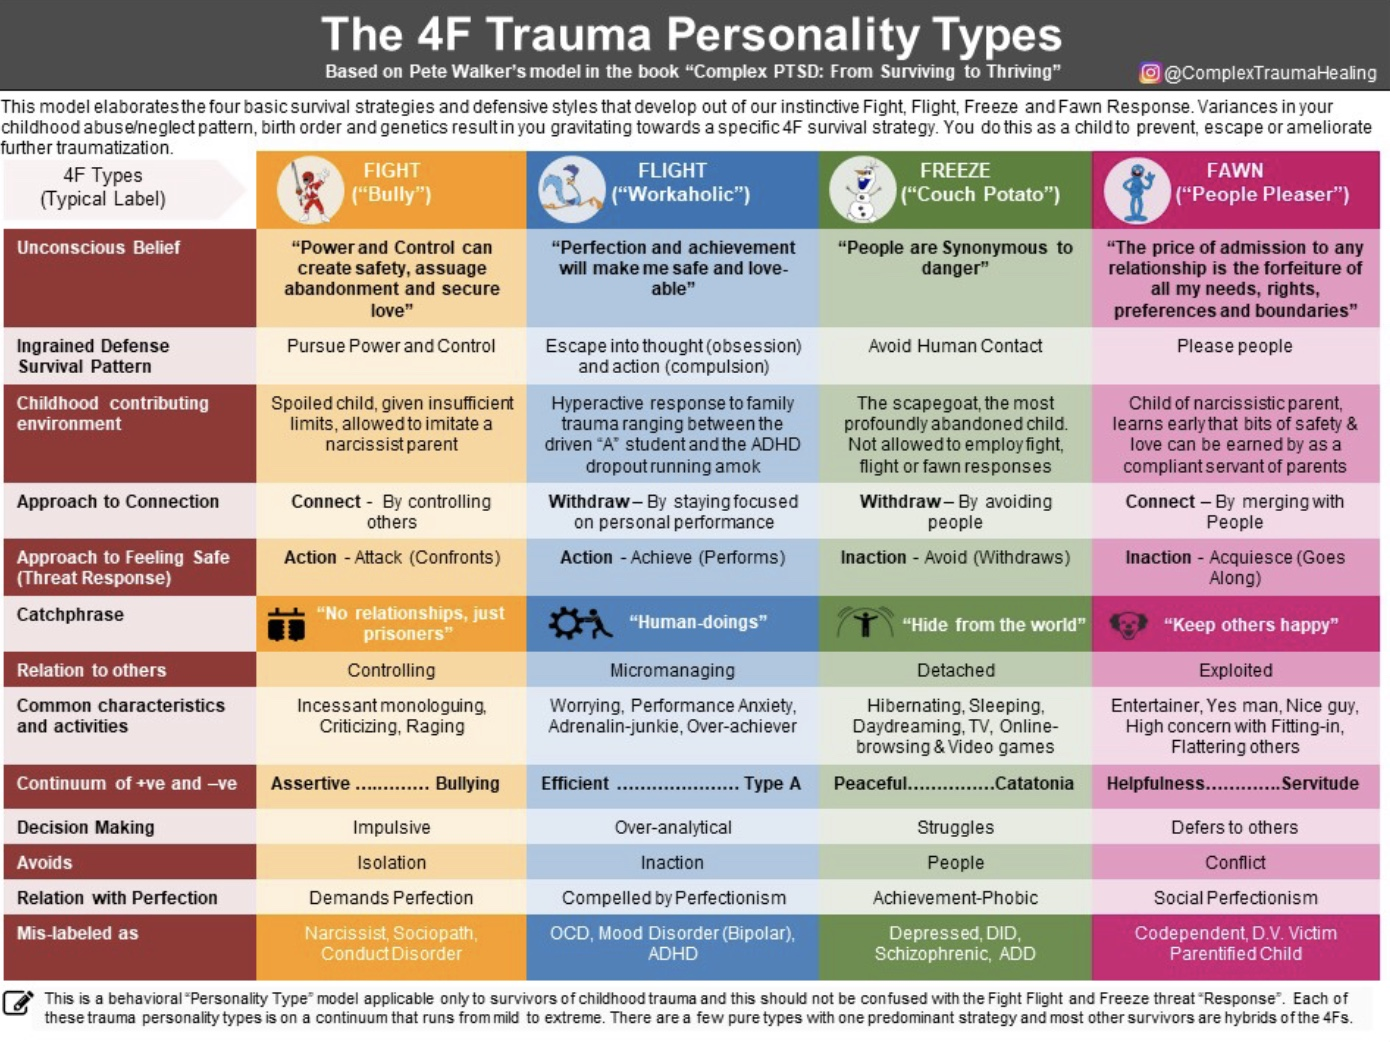 The 4F Trauma Personality Types
Based on Pete Walker's model in the book “Complex PTSD: From Surviving to Thriving”
@ComplexTraumaHealing
This model elaborates the four basic survival strategies and defensive styles that develop out of our instinctive Fight, Flight, Freeze and Fawn Response. Variances in your
childhood abuse/neglect pattern, birth order and genetics result in you gravitating towards a specific 4F survival strategy. You do this as a child to prevent, escape or ameliorate
further traumatization.
4F Types
(Typical Label)
FIGHT
(“Bully”)
FLIGHT
(“Workaholic”)
FREEZE
(“Couch Potato”)
FAWN
(“People Pleaser”)
Unconscious Belief
“Power and Control can
create safety, assuage
abandonment and secure
love”
“Perfection and achievement
will make me safe and love-
able”
“People are Synonymous to
danger”
“The price of admission to any
relationship is the forfeiture of
all my needs, rights,
preferences and boundaries”
Ingrained Defense
Survival Pattern
Pursue Power and Control
Escape into thought (obsession)
and action (compulsion)
Avoid Human Contact
Please people
Childhood contributing
environment
Spoiled child, given insufficient
limits, allowed to imitate a
narcissist parent
Hyperactive response to family
trauma ranging between the
driven “A” student and the ADHD
dropout running amok
The scapegoat, the most
profoundly abandoned child.
Not allowed to employ fight,
flight or fawn responses
Child of narcissistic parent,
learns early that bits of safety &
love can be earned by as a
compliant servant of parents
Approach to Connection
Connect - By controlling
others
Withdraw – By staying focused
on personal performance
Withdraw – By avoiding
people
Connect – By merging with
People
Approach to Feeling Safe
(Threat Response)
Action - Attack (Confronts)
Action - Achieve (Performs)
Inaction - Avoid (Withdraws)
Inaction - Acquiesce (Goes
Along)
Catchphrase
“No relationships, just
prisoners”
“Human-doings”
“Hide from the world”
“Keep others happy”
Relation to others
Controlling
Micromanaging
Detached
Exploited
Common characteristics
and activities
Incessant monologuing,
Criticizing, Raging
Worrying, Performance Anxiety,
Adrenalin-junkie, Over-achiever
Hibernating, Sleeping,
Daydreaming, TV, Online-
browsing & Video games
Entertainer, Yes man, Nice guy,
High concern with Fitting-in,
Flattering others
Continuum of +ve and –ve
Assertive ............ Bullying
Efficient ..................... Type A
Peaceful...............Catatonia
Helpfulness.............Servitude
Decision Making
Impulsive
Over-analytical
Struggles
Defers to others
Avoids
Isolation
Inaction
People
Conflict
Relation with Perfection
Demands Perfection
Compelled by Perfectionism
Achievement-Phobic
Social Perfectionism
Mis-labeled as
Narcissist, Sociopath,
Conduct Disorder
OCD, Mood Disorder (Bipolar),
ADHD
Depressed, DID,
Schizophrenic, ADD
Codependent, D.V. Victim
Parentified Child
This is a behavioral “Personality Type” model applicable only to survivors of childhood trauma and this should not be confused with the Fight Flight and Freeze threat “Response”. Each of
these trauma personality types is on a continuum that runs from mild to extreme. There are a few pure types with one predominant strategy and most other survivors are hybrids of the 4Fs.